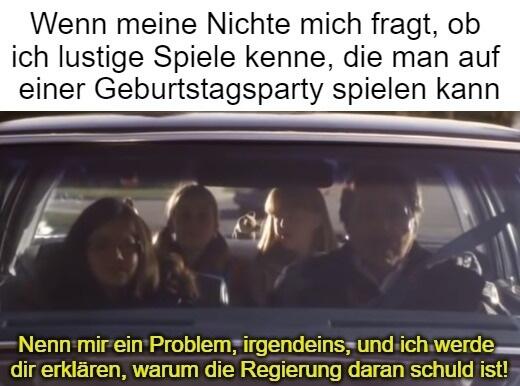 Wenn meine Nichte mich fragt, ob
ich lustige Spiele kenne, die man auf
einer Geburtstagsparty spielen kann
Nenn mir ein Problem, irgendeins, und ich werde
dir erklären, warum die Regierung daran schuld ist!